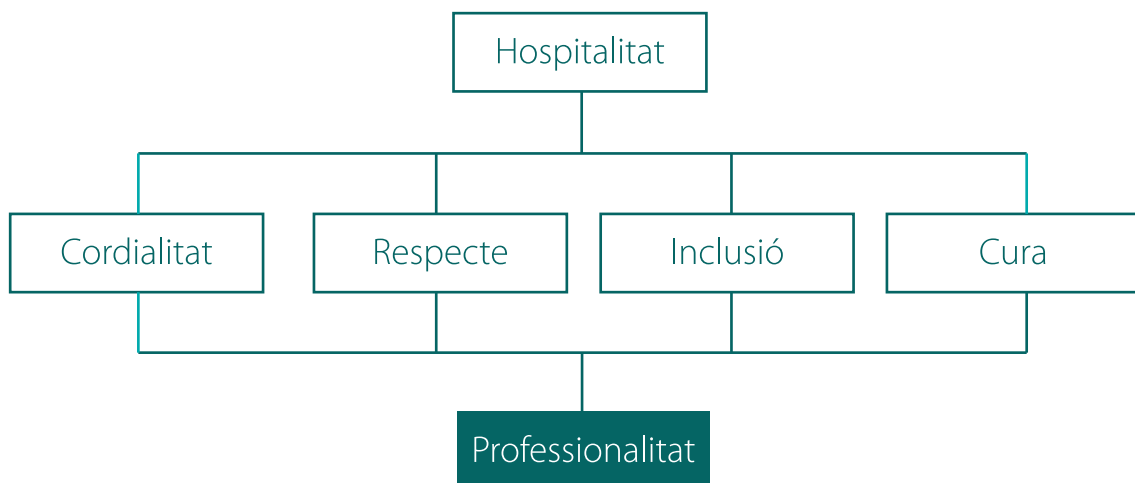 Hospitalitat
Cordialitat
Respecte
Inclusió
Cura
Professionalitat